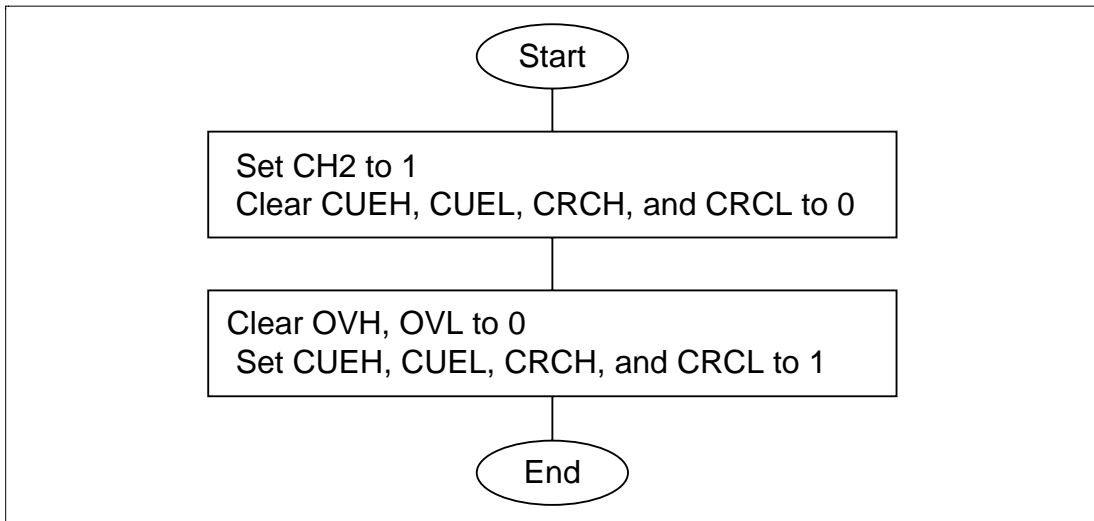 Start
Set CH2 to 1
Clear CUEH, CUEL, CRCH, and CRCL to 0
Clear OVH, OVL to 0
Set CUEH, CUEL, CRCH, and CRCL to 1
End